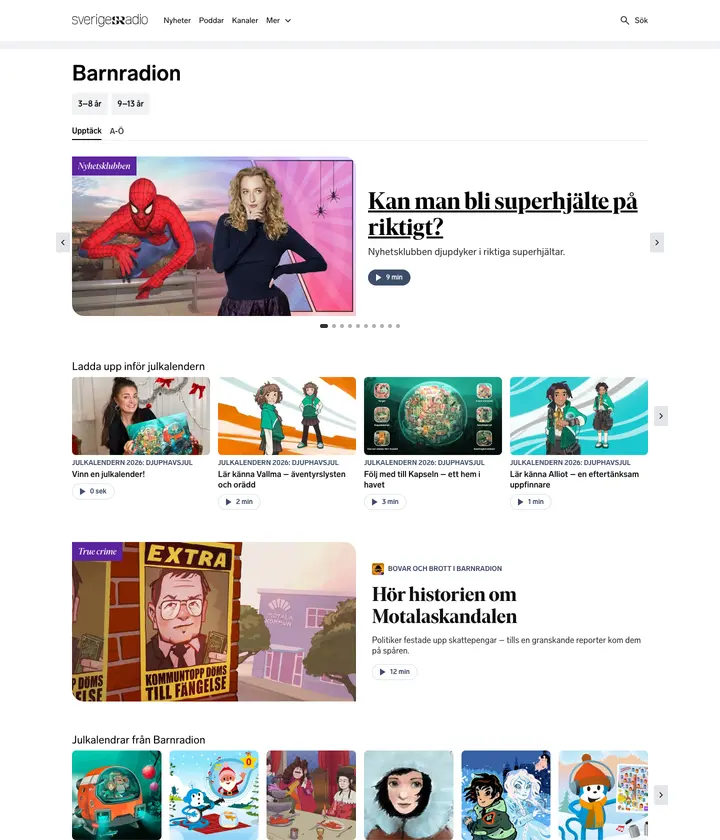 sverigesRadio
Nyheter Poddar Kanaler Mer
Sök
Barnradion
3–8 år 9–13 år
Upptäck A-Ö
Nyhetsklubben
Kan man bli superhjälte på
riktigt?
Nyhetsklubben djupdyker i riktiga superhjältar.
9 min
Ladda upp inför julkalendern
JULKALENDERN 2026: DJUPHAVSJUL
Vinn en julkalender!
0 sek
JULKALENDERN 2026: DJUPHAVSJUL
Lär känna Vallma – äventyrslysten
och orädd
2 min
JULKALENDERN 2026: DJUPHAVSJUL
Följ med till Kapseln – ett hem i
havet
3 min
JULKALENDERN 2026: DJUPHAVSJUL
Lär känna Alliot – en eftertänksam
uppfinnare
1 min
True crime
EXTRA
KOMMUNTOPP DÖMS
TILL FÄNGELSE
MOTALA
KOMMUN
BOVAR OCH BROTT I BARNRADION
Hör historien om
Motalaskandalen
Politiker festade upp skattepengar – tills en granskande reporter kom dem
på spåren.
12 min
Julkalendrar från Barnradion